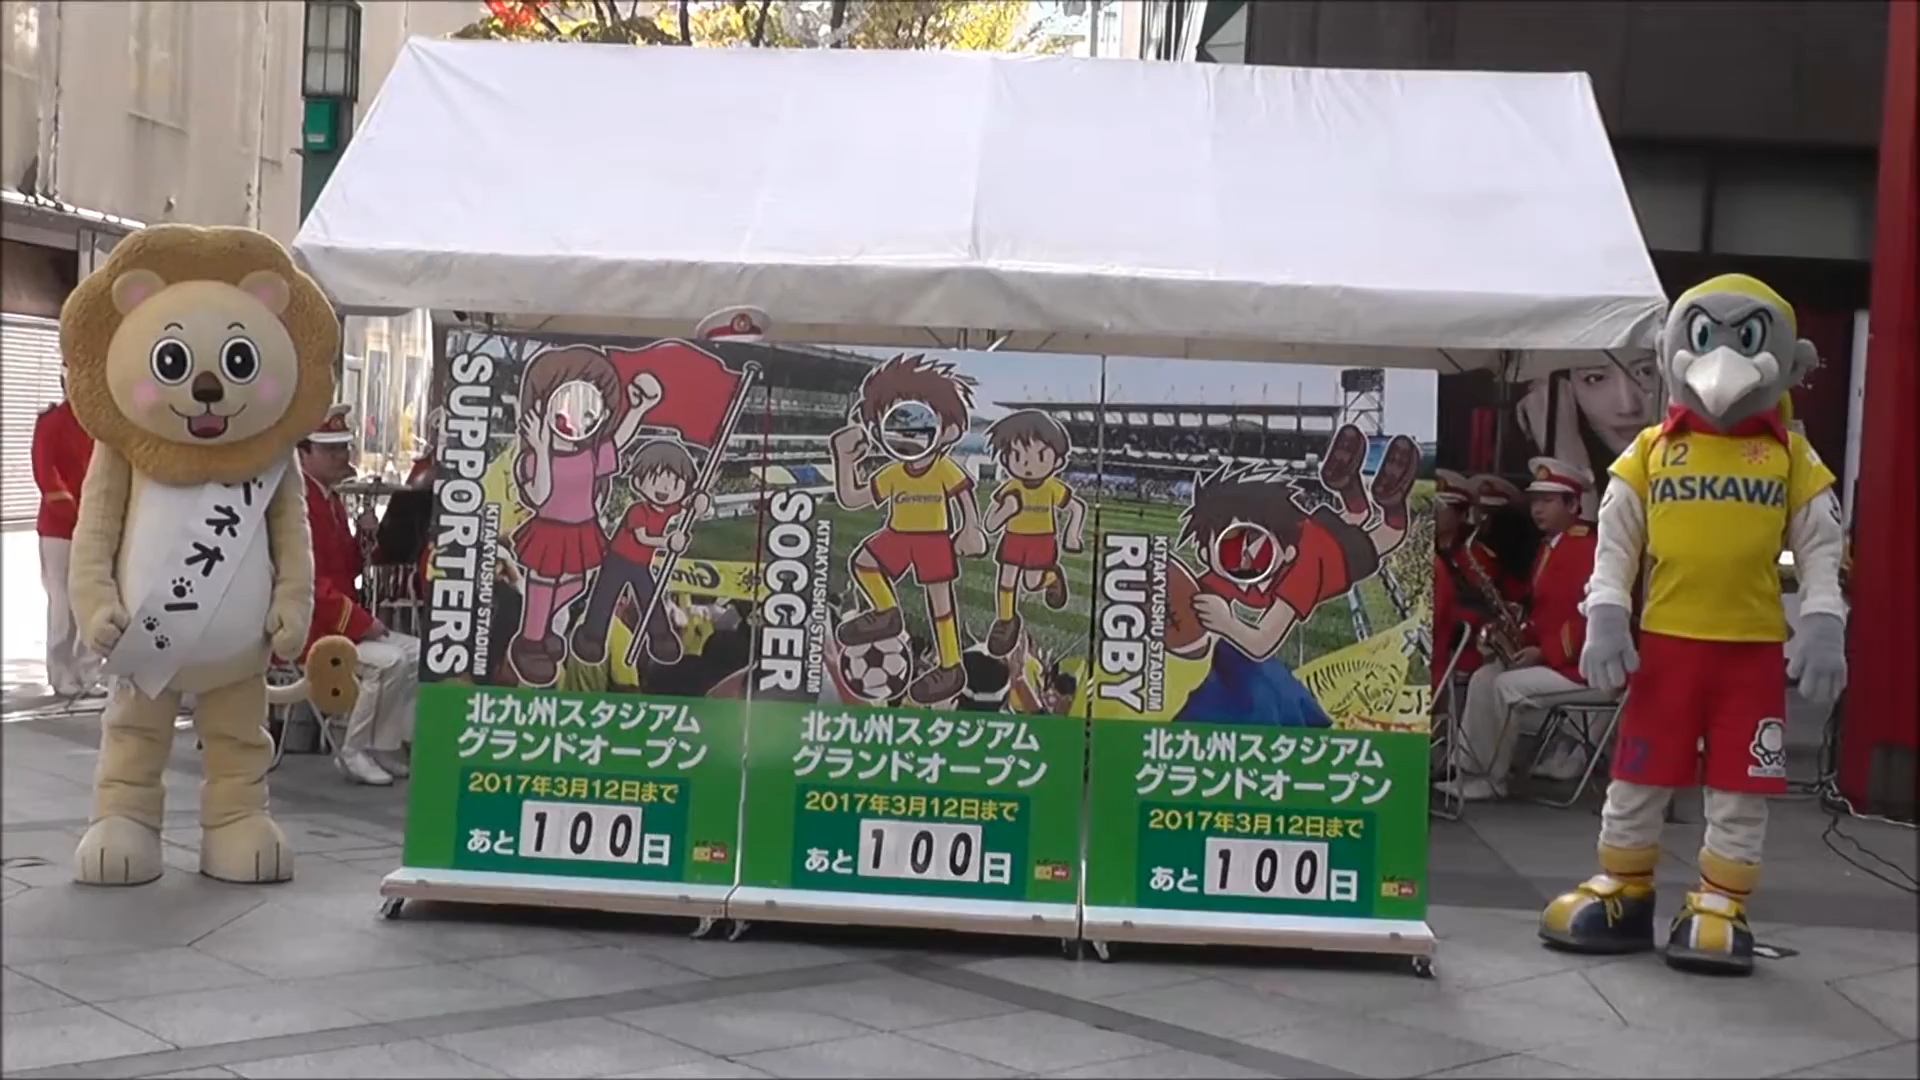 ベネオン
SUPPORTERS
KITAKYUSHU STADIUM
北九州スタジアム
グランドオープン
2017年3月12日まで
あと100日
SOCCER
KITAKYUSHU STADIUM
北九州スタジアム
グランドオープン
2017年3月12日まで
あと100日
RUGBY
KITAKYUSHU STADIUM
北九州スタジアム
グランドオープン
2017年3月12日まで
あと100日
12
YASKAWA
12